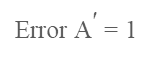 Error A′ = 1